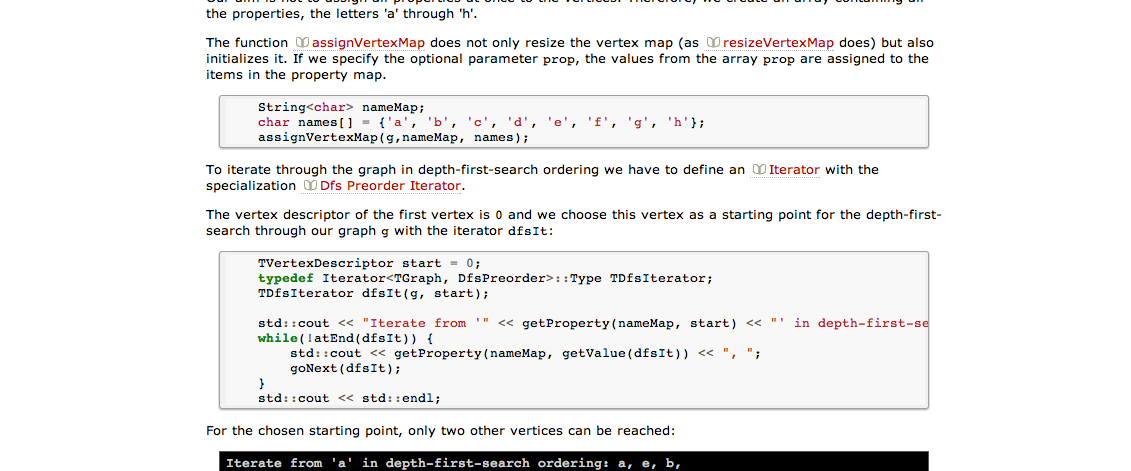 the properties, the letters 'a' through 'h'.
The function assignVertexMap does not only resize the vertex map (as resizeVertexMap does) but also
initializes it. If we specify the optional parameter prop, the values from the array prop are assigned to the
items in the property map.
String<char> nameMap;
char names[] = {'a', 'b', 'c', 'd', 'e', 'f', 'g', 'h'};
assignVertexMap(g,nameMap, names);
To iterate through the graph in depth-first-search ordering we have to define an Iterator with the
specialization Dfs Preorder Iterator.
The vertex descriptor of the first vertex is 0 and we choose this vertex as a starting point for the depth-first-
search through our graph g with the iterator dfsIt:
TVertexDescriptor start = 0;
typedef Iterator<TGraph, DfsPreorder>::Type TDfsIterator;
TDfsIterator dfsIt(g, start);
std::cout << "Iterate from '" << getProperty(nameMap, start) << "' in depth-first-se
while(!atEnd(dfsIt)) {
std::cout << getProperty(nameMap, getValue(dfsIt)) << ", ";
goNext(dfsIt);
}
std::cout << std::endl;
For the chosen starting point, only two other vertices can be reached:
Iterate from 'a' in depth-first-search ordering: a, e, b,